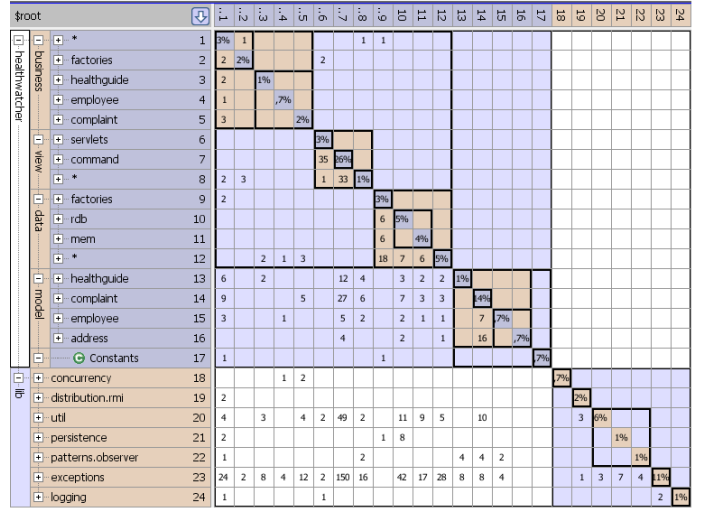 $root ..1 ..2 ..3 ..4 ..5 ..6 ..7 ..8 ..9 10 11 12 13 14 15 16 17 18 19 20 21 22 23 24
healthwatcher
business
* 1 3% 1 1 1
factories 2 2 2% 2
healthguide 3 2 1%
employee 4 1 ,7%
complaint 5 3 2%
view
servlets 6 3%
command 7 35 26%
* 8 2 3 1 33 1%
data
factories 9 2 3%
rdb 10 6 5%
mem 11 6 4%
* 12 2 1 3 18 7 6 5%
model
healthguide 13 6 2 12 4 3 2 2 1%
complaint 14 9 5 27 6 7 3 3 14%
employee 15 3 1 5 2 2 1 1 7 ,7%
address 16 4 2 1 16 ,7%
C Constants 17 1 1 ,7%
lib
concurrency 18 1 2 ,7%
distribution.rmi 19 2 2%
util 20 4 3 4 2 49 2 11 9 5 10 3 6%
persistence 21 2 1 8 1%
patterns.observer 22 1 2 4 4 2 1%
exceptions 23 24 2 8 4 12 2 150 16 42 17 28 8 8 4 1 3 7 4 11%
logging 24 1 1 2 1%